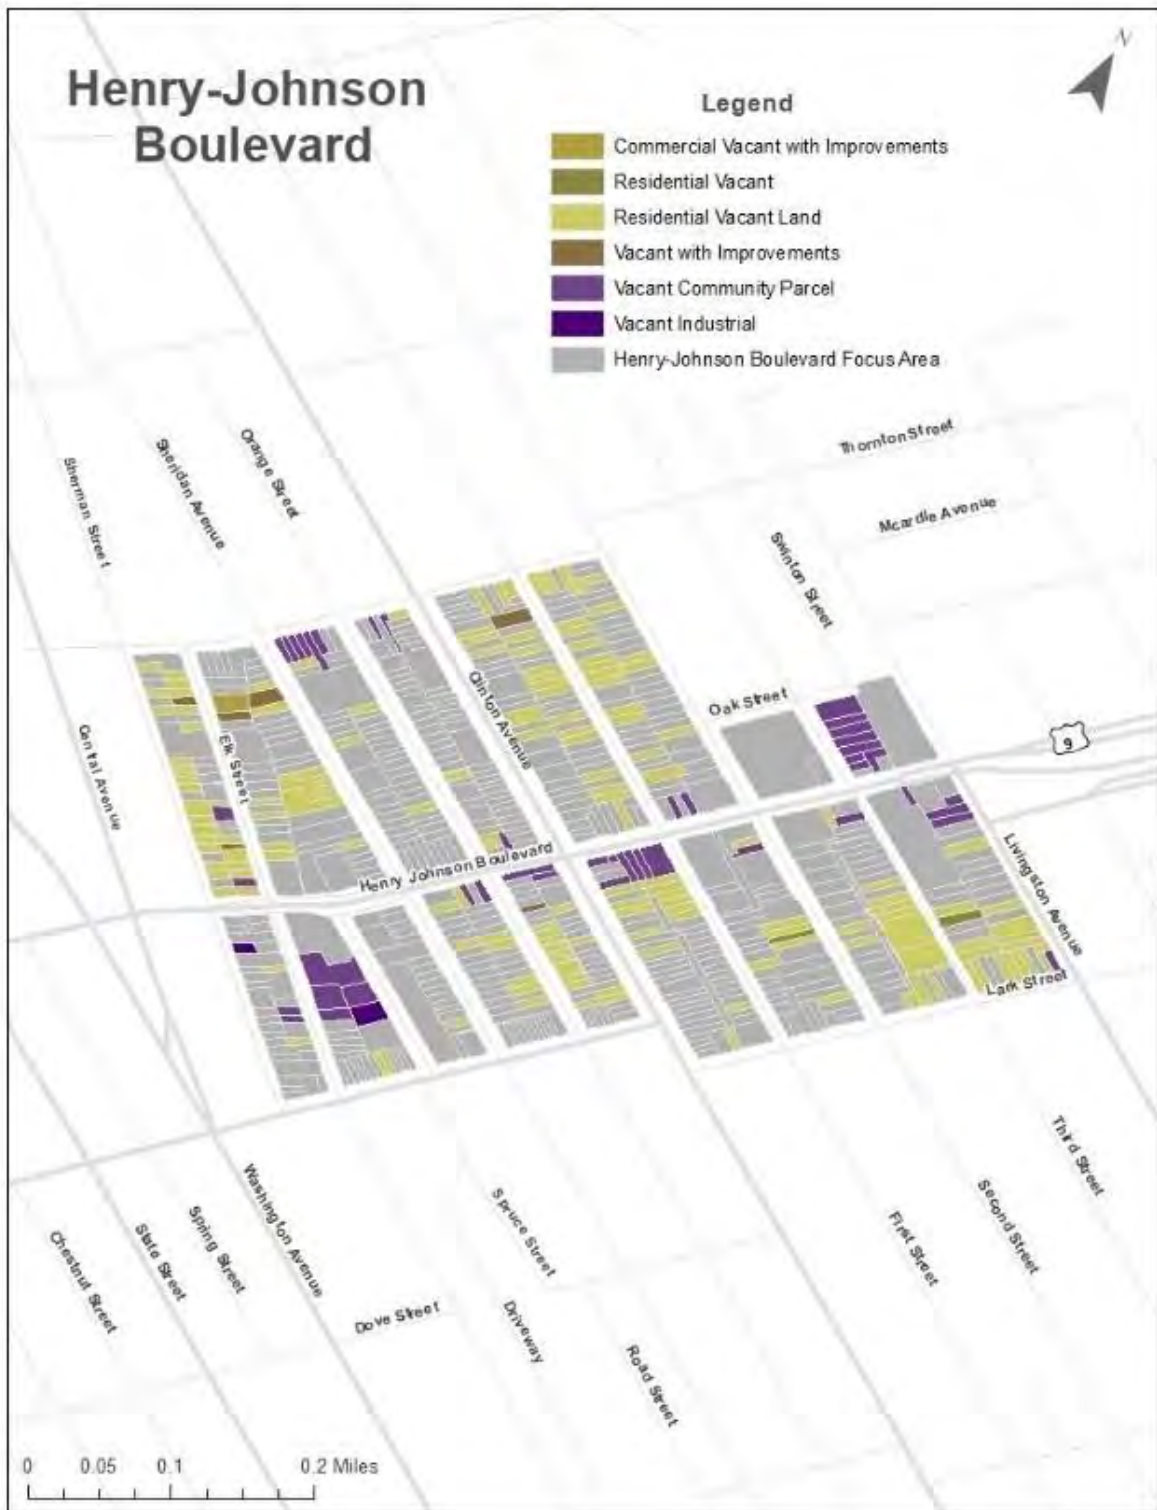 Henry-Johnson
Boulevard
N
Legend
Commercial Vacant with Improvements
Residential Vacant
Residential Vacant Land
Vacant with Improvements
Vacant Community Parcel
Vacant Industrial
Henry-Johnson Boulevard Focus Area
Thornton Street
Mcardle Avenue
Swinton Street
Orange Street
Sheridan Avenue
Sherman Street
Oak Street
9
Clinton Avenue
Elk Street
Central Avenue
Henry Johnson Boulevard
Livingston Avenue
Lark Street
Third Street
Second Street
First Street
Washington Avenue
Spring Street
State Street
Chestnut Street
Spruce Street
Dove Street
Driveway
Road Street
0 0.05 0.1 0.2 Miles